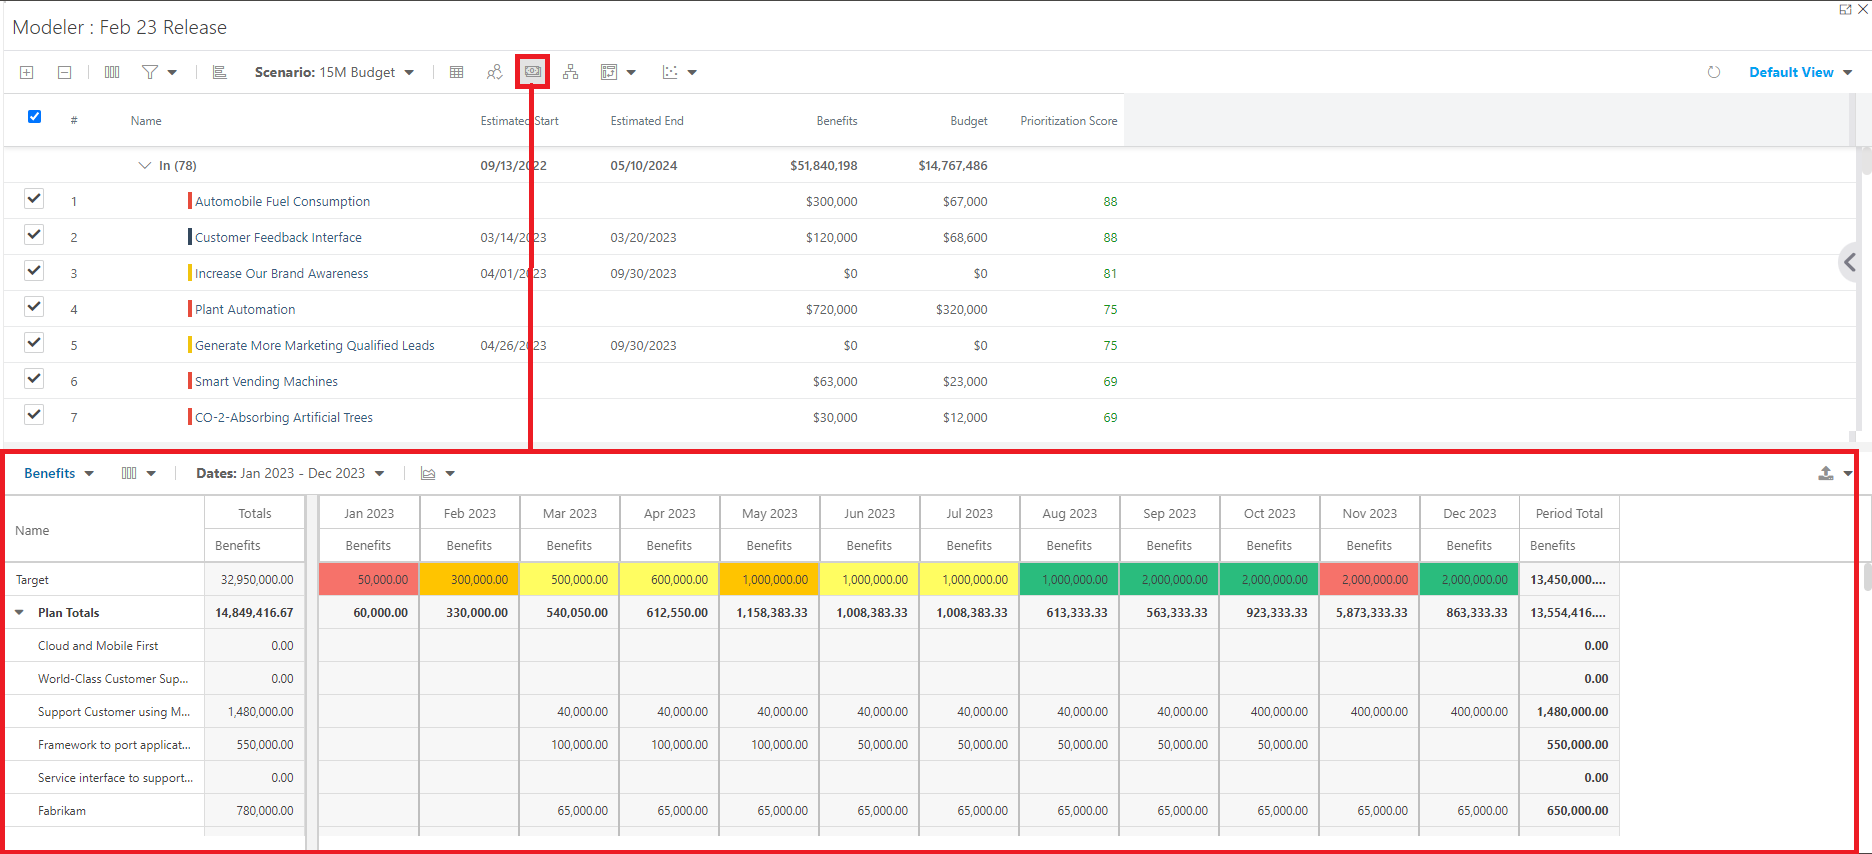 Modeler : Feb 23 Release
Scenario: 15M Budget
Default View
# Name Estimated Start Estimated End Benefits Budget Prioritization Score
In (78) 09/13/2022 05/10/2024 $51,840,198 $14,767,486
1 Automobile Fuel Consumption $300,000 $67,000 88
2 Customer Feedback Interface 03/14/2023 03/20/2023 $120,000 $68,600 88
3 Increase Our Brand Awareness 04/01/2023 09/30/2023 $0 $0 81
4 Plant Automation $720,000 $320,000 75
5 Generate More Marketing Qualified Leads 04/26/2023 09/30/2023 $0 $0 75
6 Smart Vending Machines $63,000 $23,000 69
7 CO-2-Absorbing Artificial Trees $30,000 $12,000 69
Benefits Dates: Jan 2023 - Dec 2023
Name Totals Jan 2023 Feb 2023 Mar 2023 Apr 2023 May 2023 Jun 2023 Jul 2023 Aug 2023 Sep 2023 Oct 2023 Nov 2023 Dec 2023 Period Total
Benefits Benefits Benefits Benefits Benefits Benefits Benefits Benefits Benefits Benefits Benefits Benefits Benefits Benefits
Target 32,950,000.00 50,000.00 300,000.00 500,000.00 600,000.00 1,000,000.00 1,000,000.00 1,000,000.00 1,000,000.00 2,000,000.00 2,000,000.00 2,000,000.00 2,000,000.00 13,450,000....
Plan Totals 14,849,416.67 60,000.00 330,000.00 540,050.00 612,550.00 1,158,383.33 1,008,383.33 1,008,383.33 613,333.33 563,333.33 923,333.33 5,873,333.33 863,333.33 13,554,416....
Cloud and Mobile First 0.00 0.00
World-Class Customer Sup... 0.00 0.00
Support Customer using M... 1,480,000.00 40,000.00 40,000.00 40,000.00 40,000.00 40,000.00 40,000.00 40,000.00 400,000.00 400,000.00 400,000.00 1,480,000.00
Framework to port applicat... 550,000.00 100,000.00 100,000.00 100,000.00 50,000.00 50,000.00 50,000.00 50,000.00 50,000.00 550,000.00
Service interface to support... 0.00 0.00
Fabrikam 780,000.00 65,000.00 65,000.00 65,000.00 65,000.00 65,000.00 65,000.00 65,000.00 65,000.00 65,000.00 65,000.00 650,000.00